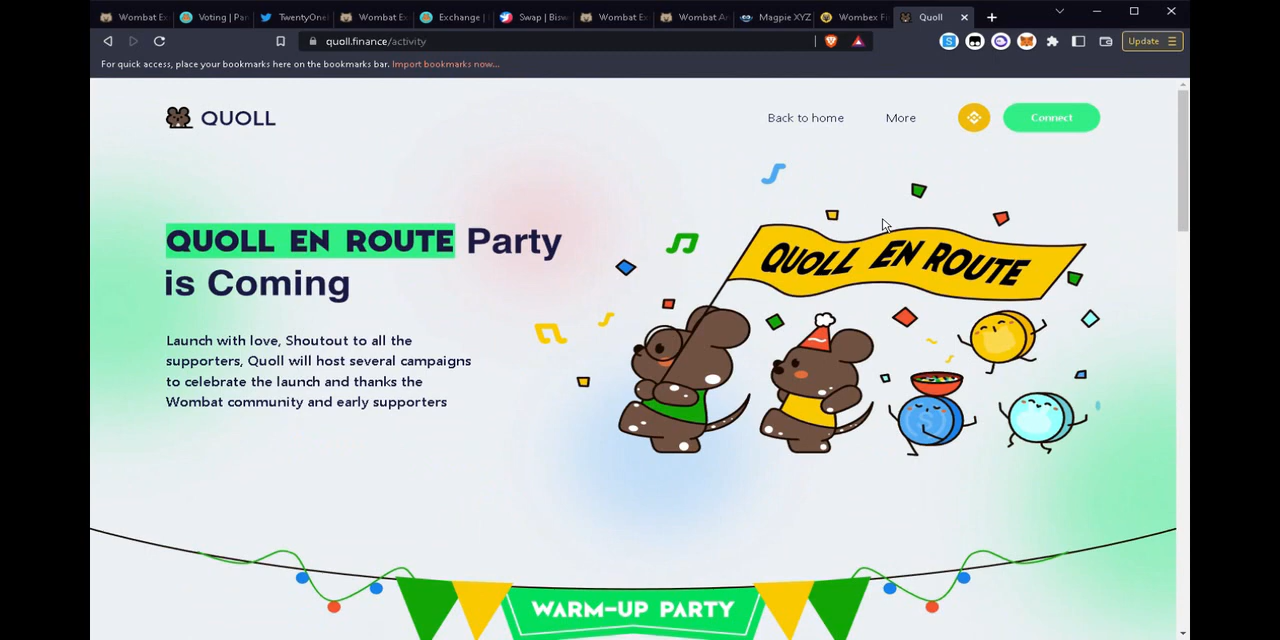 Wombat Ex
Voting | Pan
TwentyOne
Wombat Ex
Exchange |
Swap | Bisw
Wombat Ex
Wombat Ar
Magpie XYZ
Wombex Fi
Quoll
quoll.finance/activity
Update
For quick access, place your bookmarks here on the bookmarks bar. Import bookmarks now...
QUOLL
Back to home
More
Connect
QUOLL EN ROUTE Party
is Coming
QUOLL EN ROUTE
Launch with love, Shoutout to all the
supporters, Quoll will host several campaigns
to celebrate the launch and thanks the
Wombat community and early supporters
WARM-UP PARTY